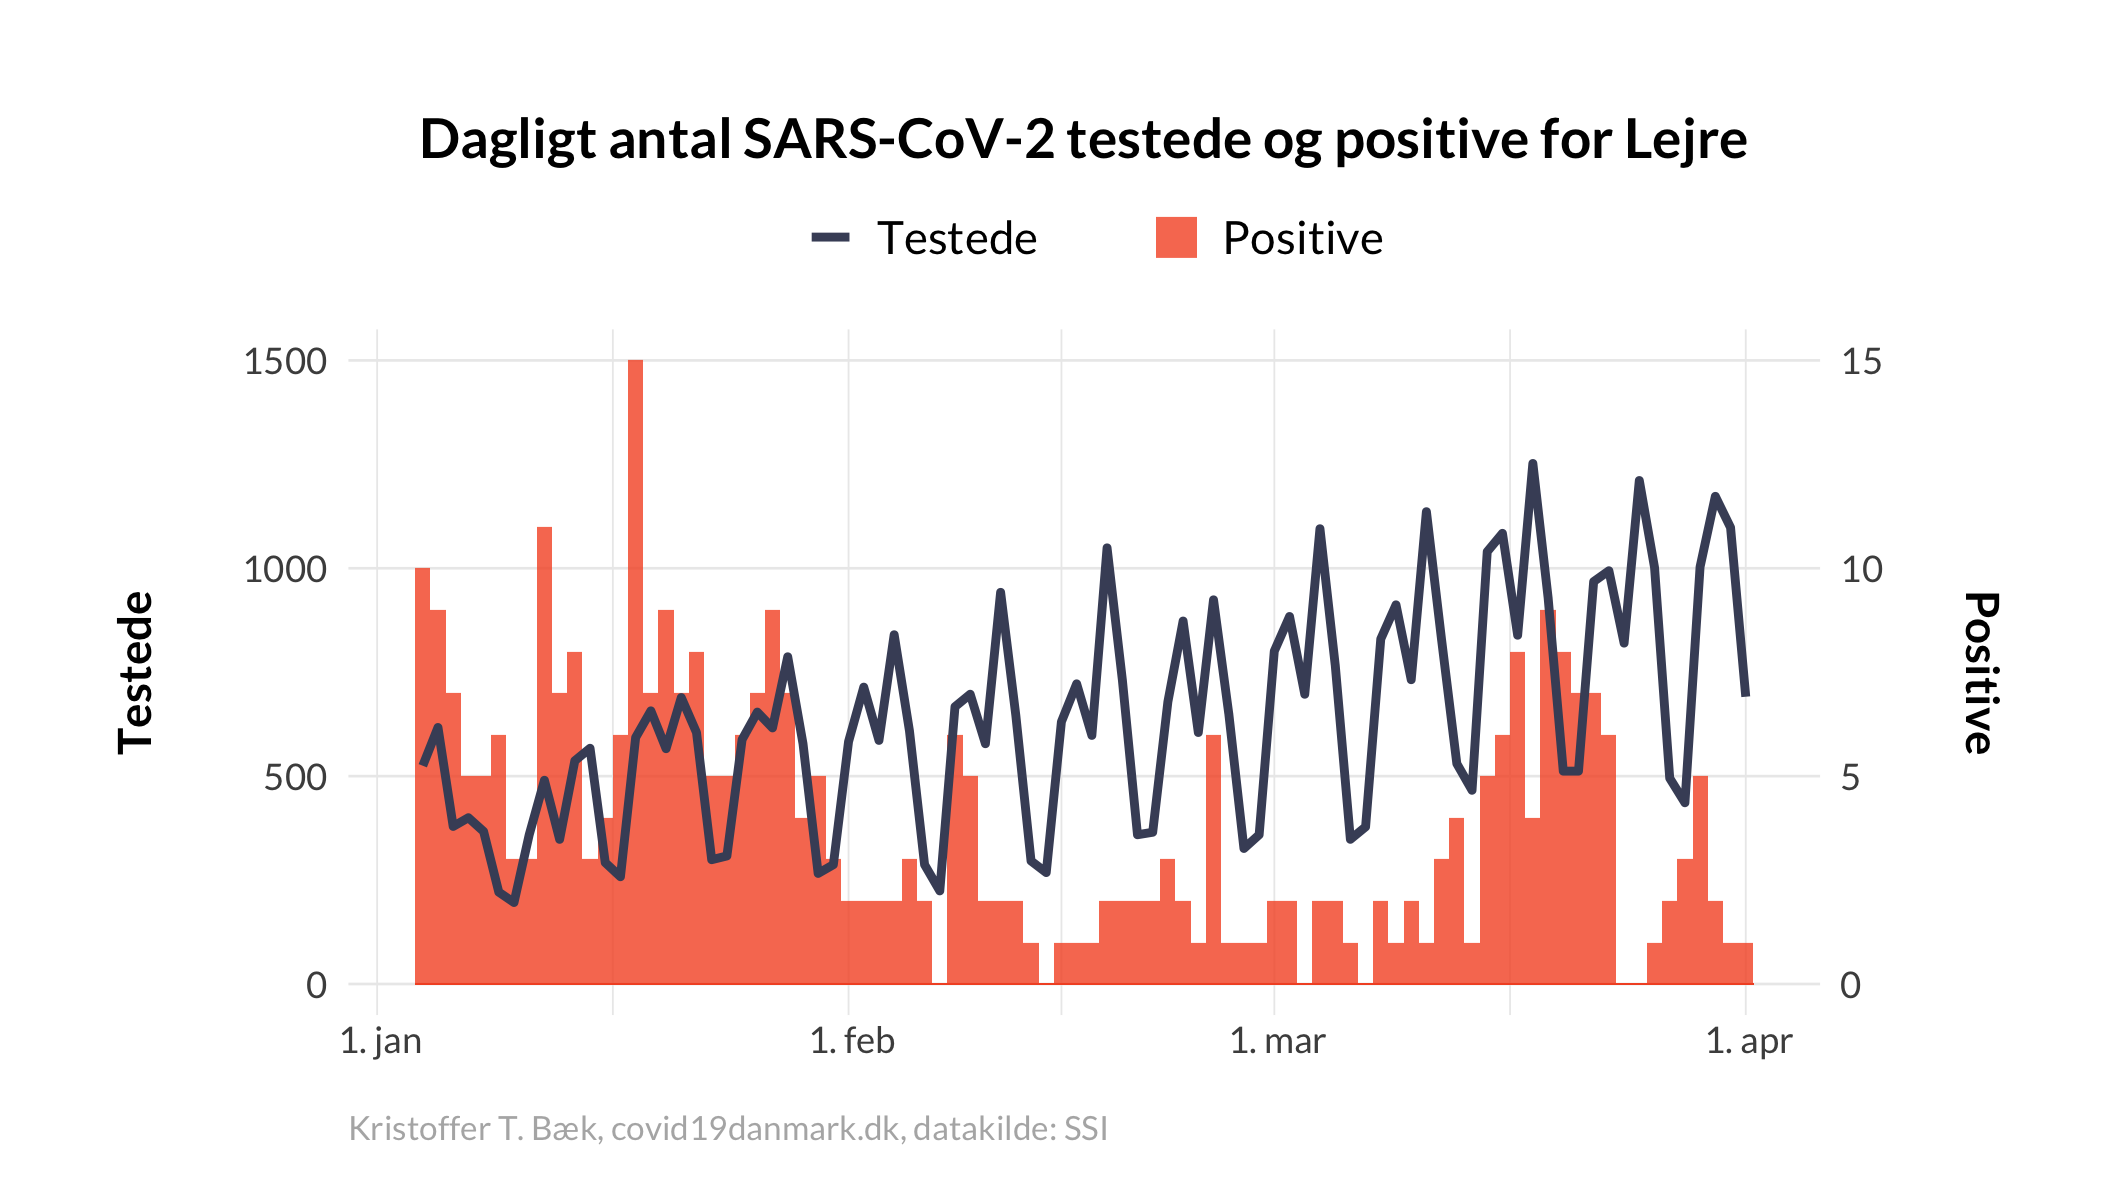 Dagligt antal SARS-CoV-2 testede og positive for Lejre
Testede Positive
1500 15
1000 10
500 5
0 0
Testede
Positive
1. jan 1. feb 1. mar 1. apr
Kristoffer T. Bæk, covid19danmark.dk, datakilde: SSI